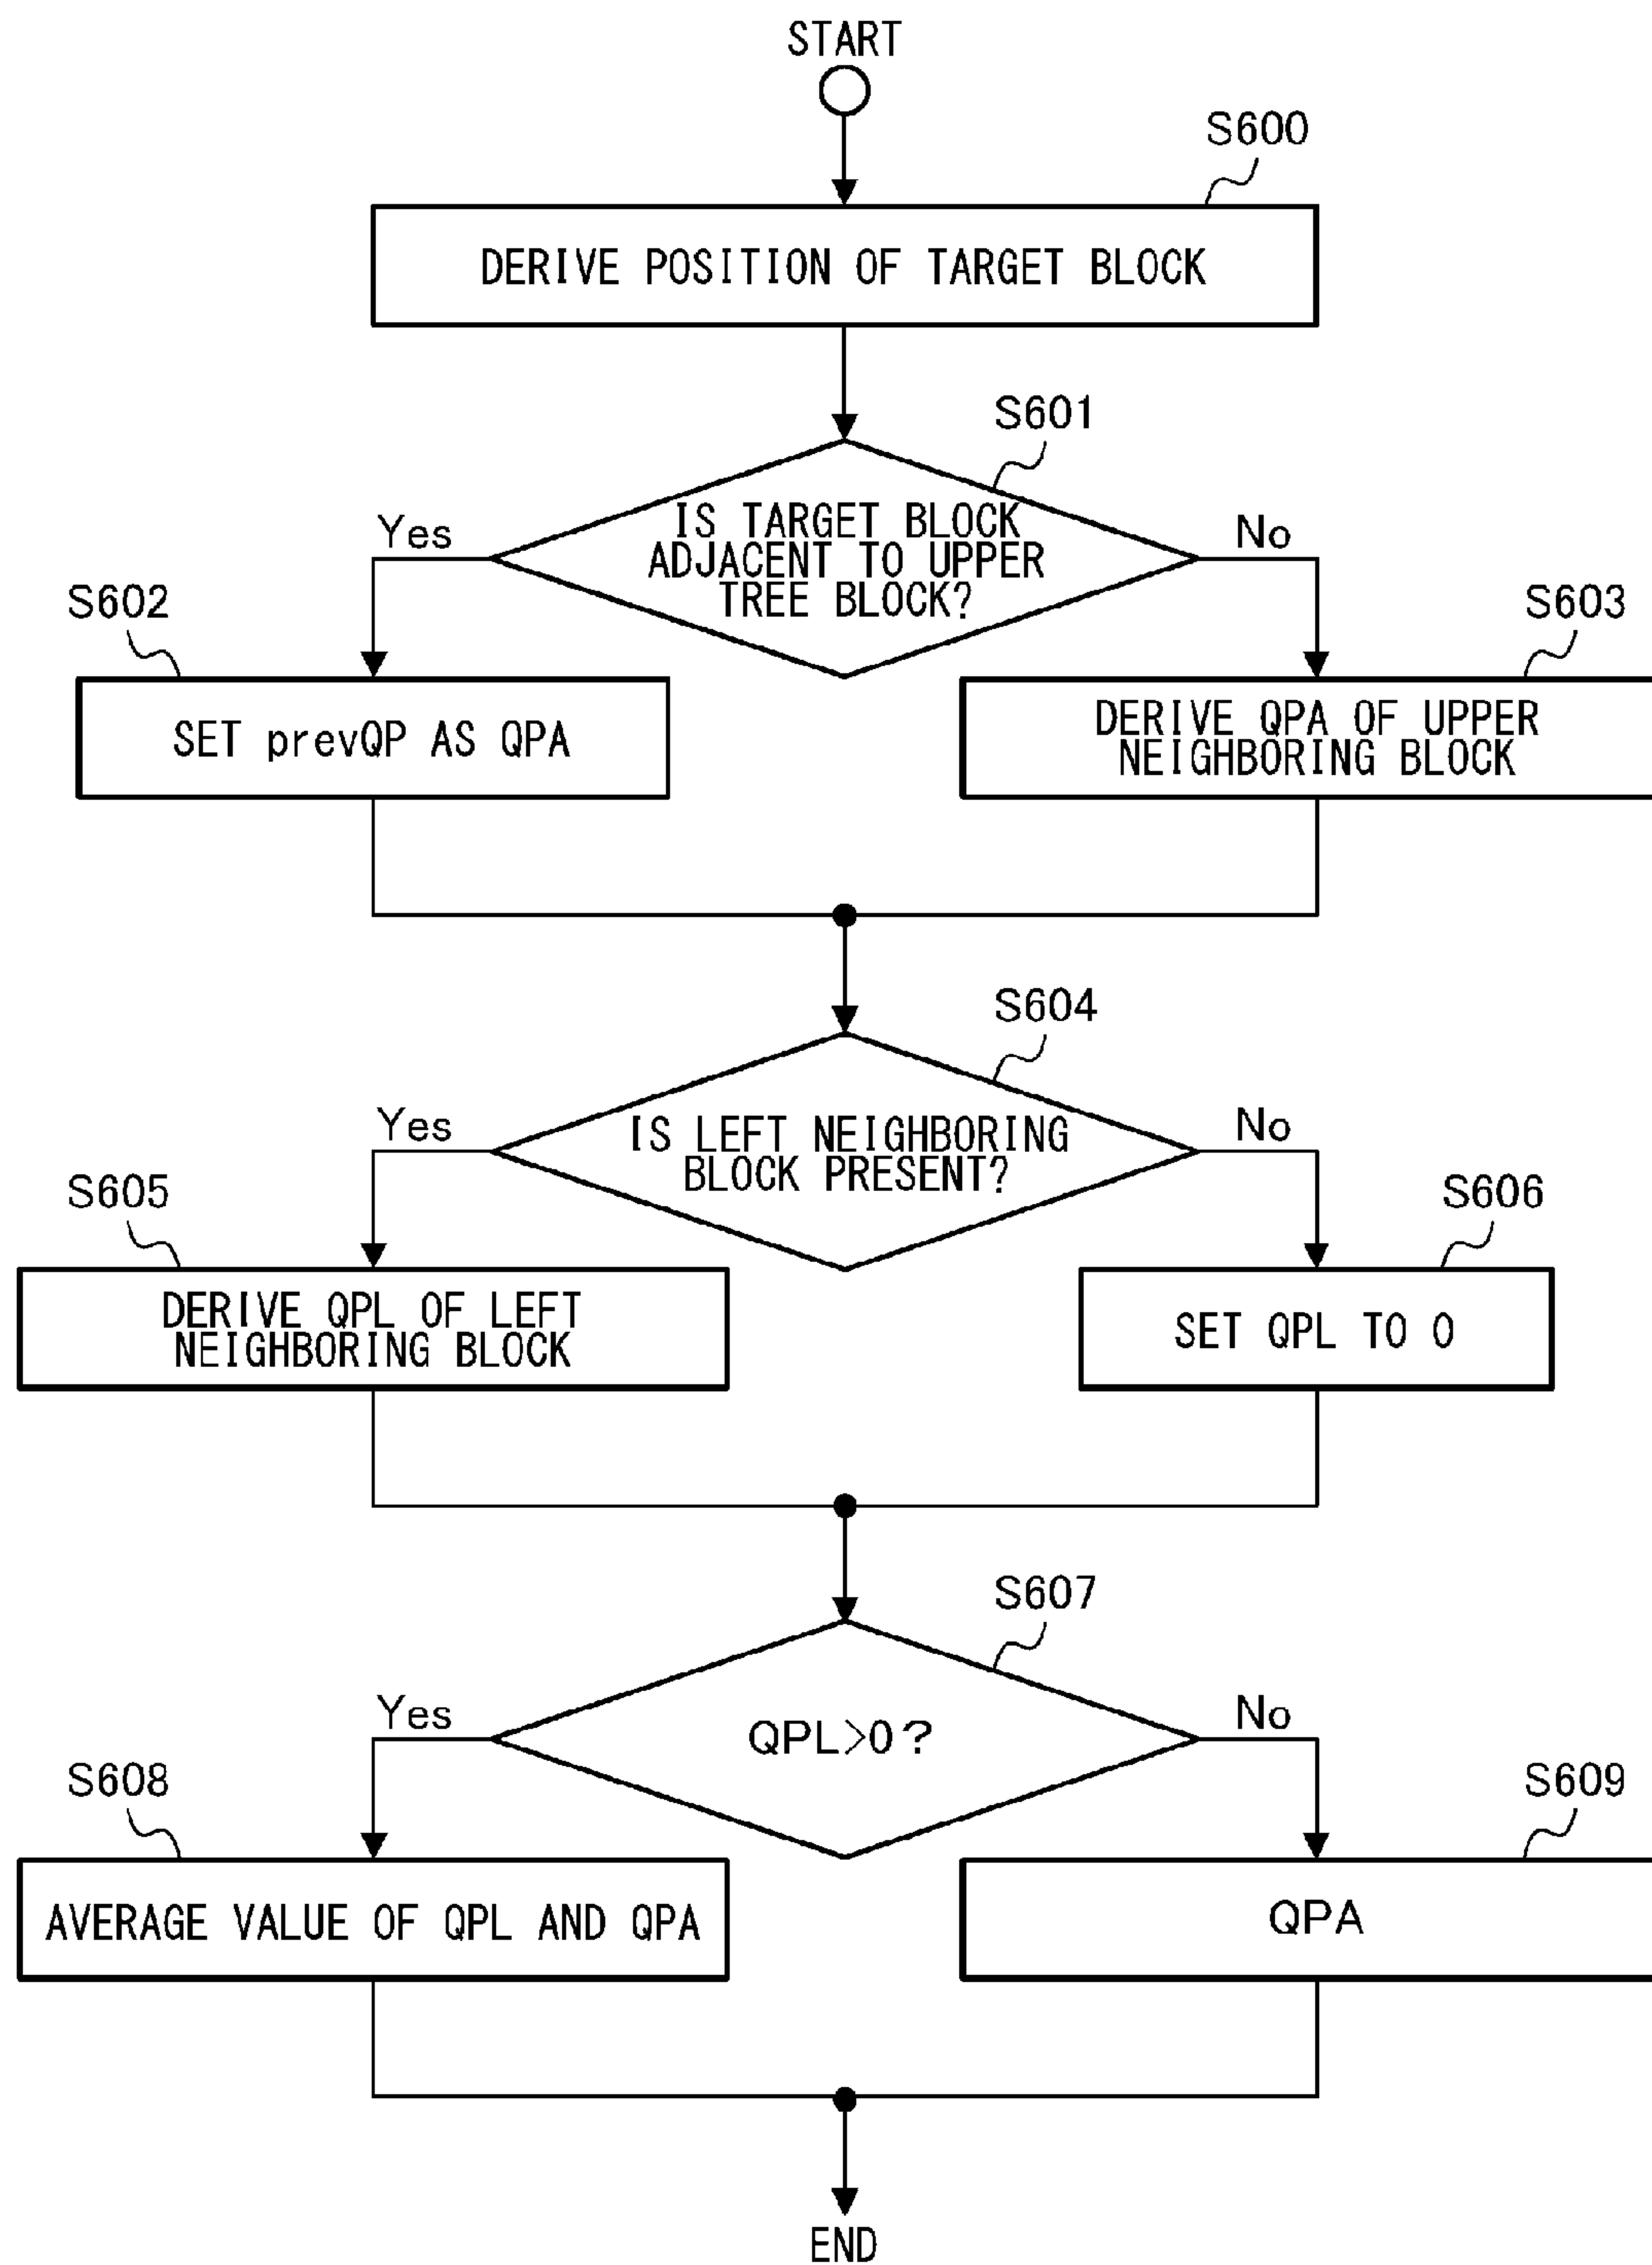 START
S600
DERIVE POSITION OF TARGET BLOCK
S601
IS TARGET BLOCK
ADJACENT TO UPPER
TREE BLOCK?
Yes
No
S602
S603
SET prevQP AS QPA
DERIVE QPA OF UPPER
NEIGHBORING BLOCK
S604
IS LEFT NEIGHBORING
BLOCK PRESENT?
Yes
No
S605
S606
DERIVE QPL OF LEFT
NEIGHBORING BLOCK
SET QPL TO 0
S607
QPL>0?
Yes
No
S608
S609
AVERAGE VALUE OF QPL AND QPA
QPA
END